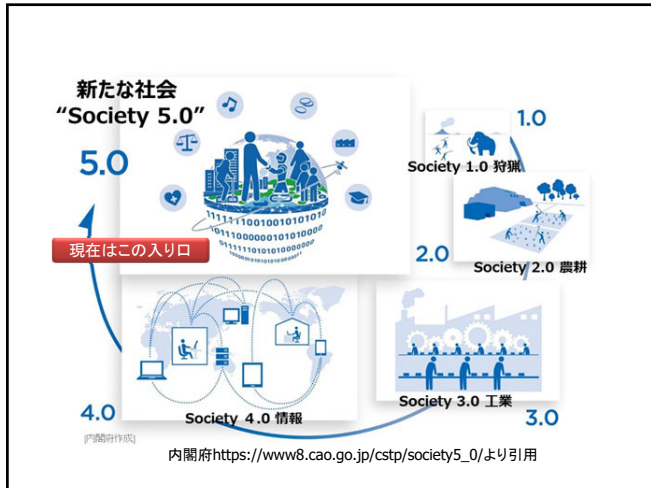 新たな社会
“Society 5.0”
5.0
現在はこの入り口
1.0
Society 1.0 狩猟
2.0
Society 2.0 農耕
Society 3.0 工業
3.0
4.0
Society 4.0 情報
[内閣府作成]
内閣府https://www8.cao.go.jp/cstp/society5_0/より引用